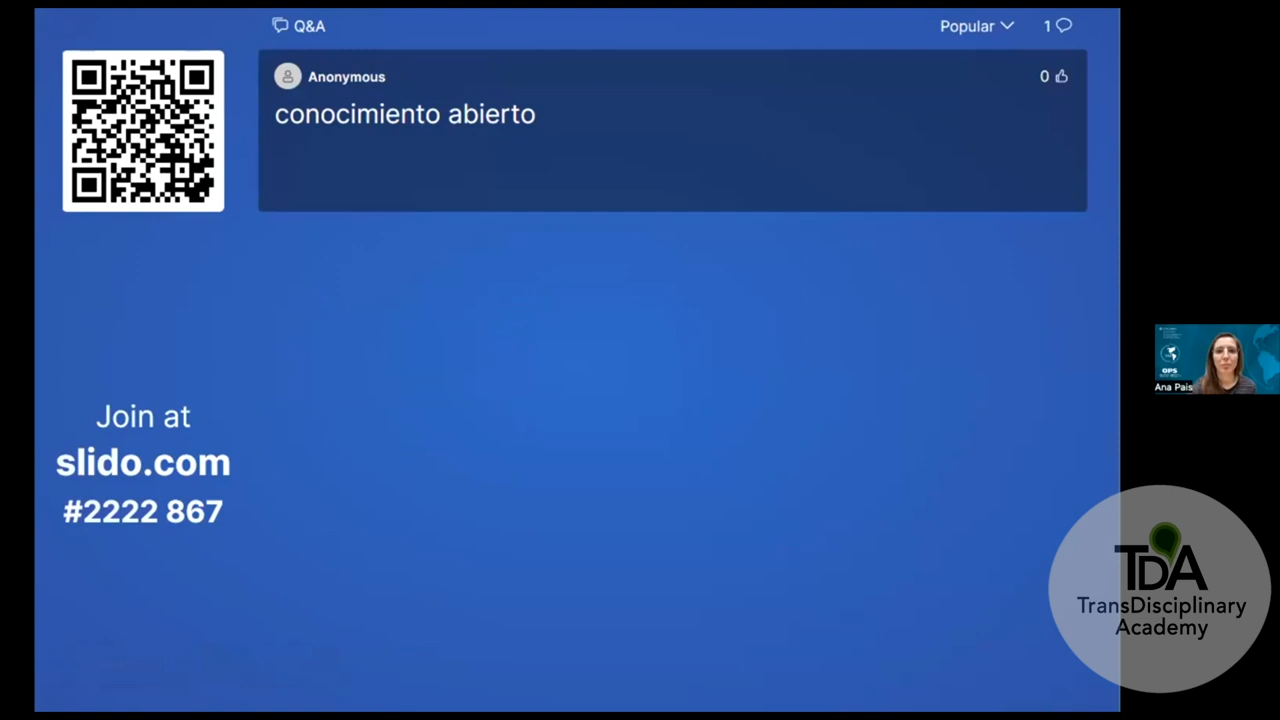 Q&A
Popular
1
Anonymous
0
conocimiento abierto
Join at
slido.com
#2222 867
OPS
Ana Pais
TDA
TransDisciplinary
Academy